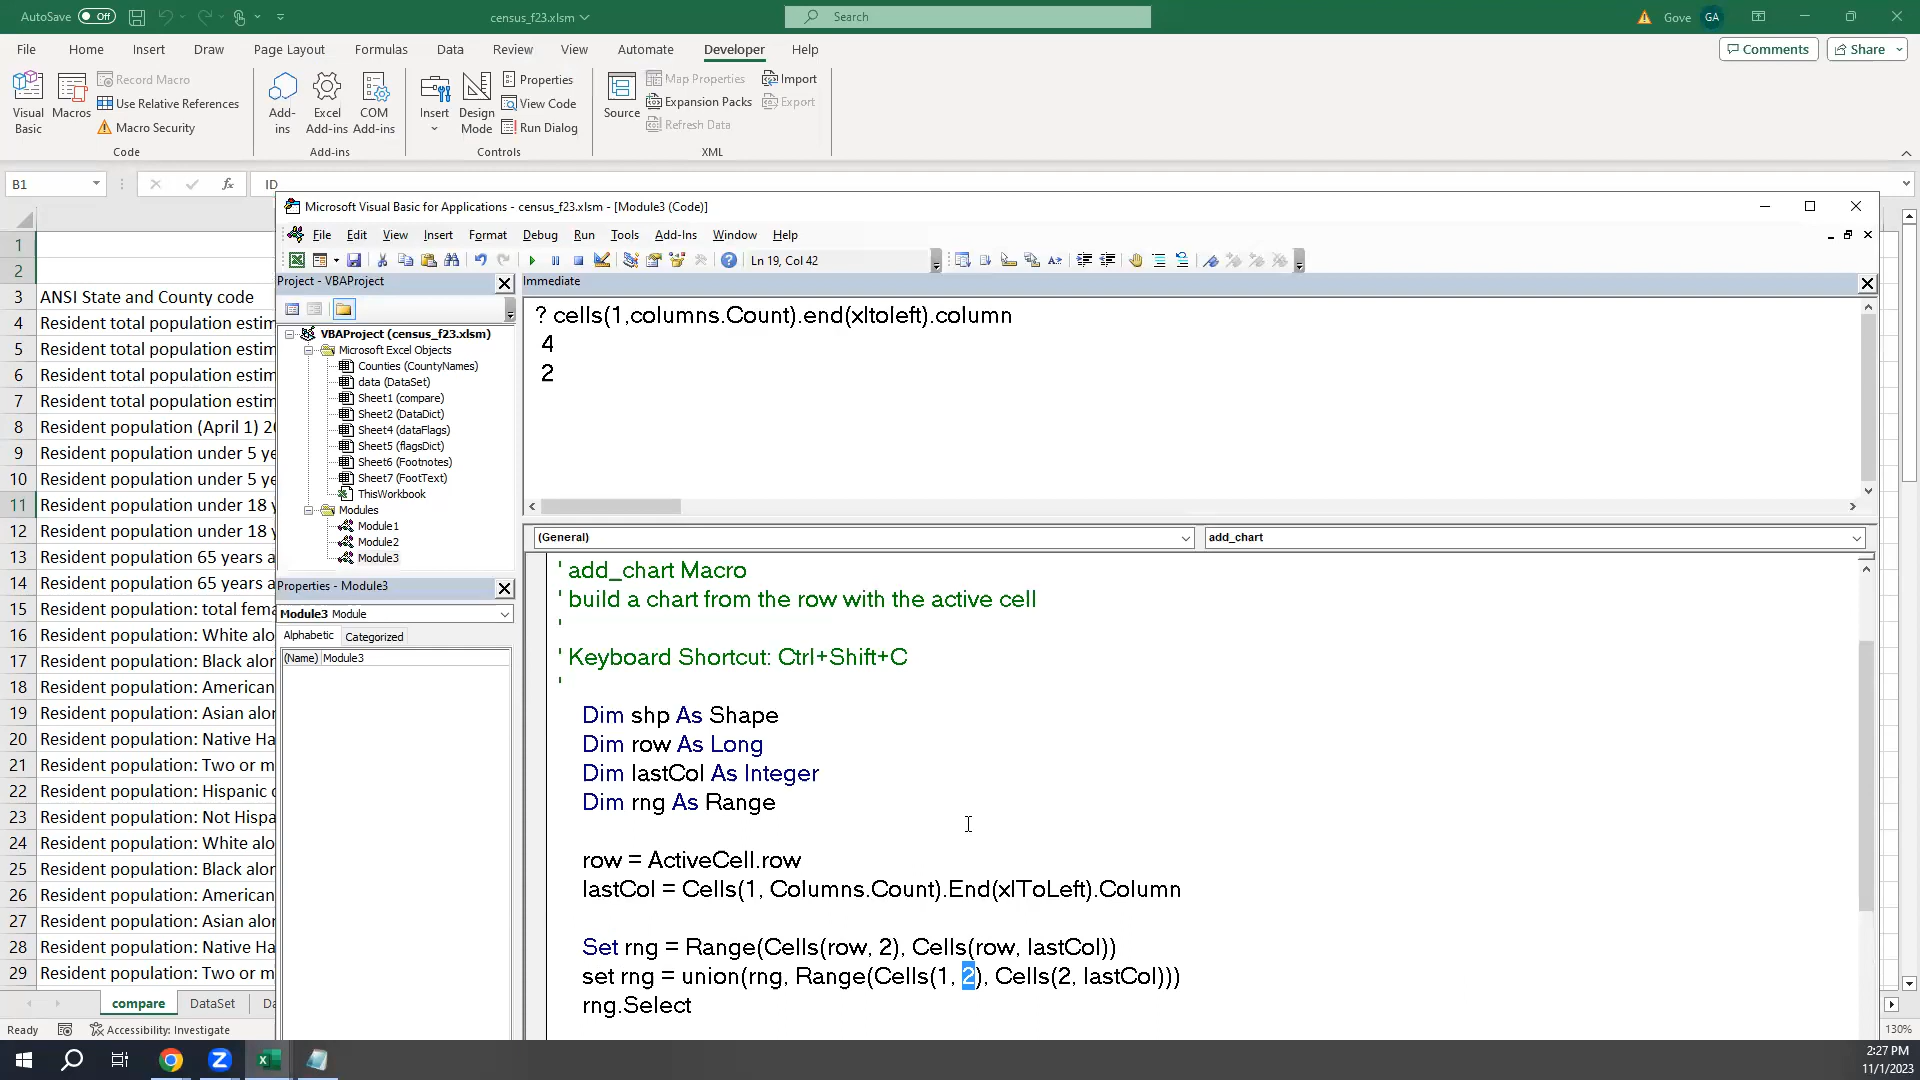 AutoSave Off census_f23.xlsm Search Gove GA
File Home Insert Draw Page Layout Formulas Data Review View Automate Developer Help Comments Share
Visual Basic Macros Record Macro
Use Relative References
Macro Security
Add-ins Excel Add-ins COM Add-ins Insert Design Mode Properties
View Code
Run Dialog
Source Map Properties Import
Expansion Packs Export
Refresh Data
Code Add-ins Controls XML
B1 fx ID
Microsoft Visual Basic for Applications - census_f23.xlsm - [Module3 (Code)]
File Edit View Insert Format Debug Run Tools Add-Ins Window Help
Ln 19, Col 42
Project - VBAProject
VBAProject (census_f23.xlsm)
Microsoft Excel Objects
Counties (CountyNames)
data (DataSet)
Sheet1 (compare)
Sheet2 (DataDict)
Sheet4 (dataFlags)
Sheet5 (flagsDict)
Sheet6 (Footnotes)
Sheet7 (FootText)
ThisWorkbook
Modules
Module1
Module2
Module3
Properties - Module3
Module3 Module
Alphabetic Categorized
(Name) Module3
Immediate
? cells(1,columns.Count).end(xltoleft).column
4
2
(General) add_chart
' add_chart Macro
' build a chart from the row with the active cell
'
' Keyboard Shortcut: Ctrl+Shift+C
'
Dim shp As Shape
Dim row As Long
Dim lastCol As Integer
Dim rng As Range
row = ActiveCell.row
lastCol = Cells(1, Columns.Count).End(xlToLeft).Column
Set rng = Range(Cells(row, 2), Cells(row, lastCol))
set rng = union(rng, Range(Cells(1, 2), Cells(2, lastCol)))
rng.Select
1
2
3 ANSI State and County code
4 Resident total population estim
5 Resident total population estim
6 Resident total population estim
7 Resident total population estim
8 Resident population (April 1) 20
9 Resident population under 5 ye
10 Resident population under 5 ye
11 Resident population under 18 y
12 Resident population under 18 y
13 Resident population 65 years a
14 Resident population 65 years a
15 Resident population: total fema
16 Resident population: White alo
17 Resident population: Black alon
18 Resident population: American
19 Resident population: Asian alon
20 Resident population: Native Ha
21 Resident population: Two or m
22 Resident population: Hispanic o
23 Resident population: Not Hispa
24 Resident population: White alo
25 Resident population: Black alon
26 Resident population: American
27 Resident population: Asian alon
28 Resident population: Native Ha
29 Resident population: Two or m
compare DataSet Da
Ready Accessibility: Investigate 130%
2:27 PM
11/1/2023